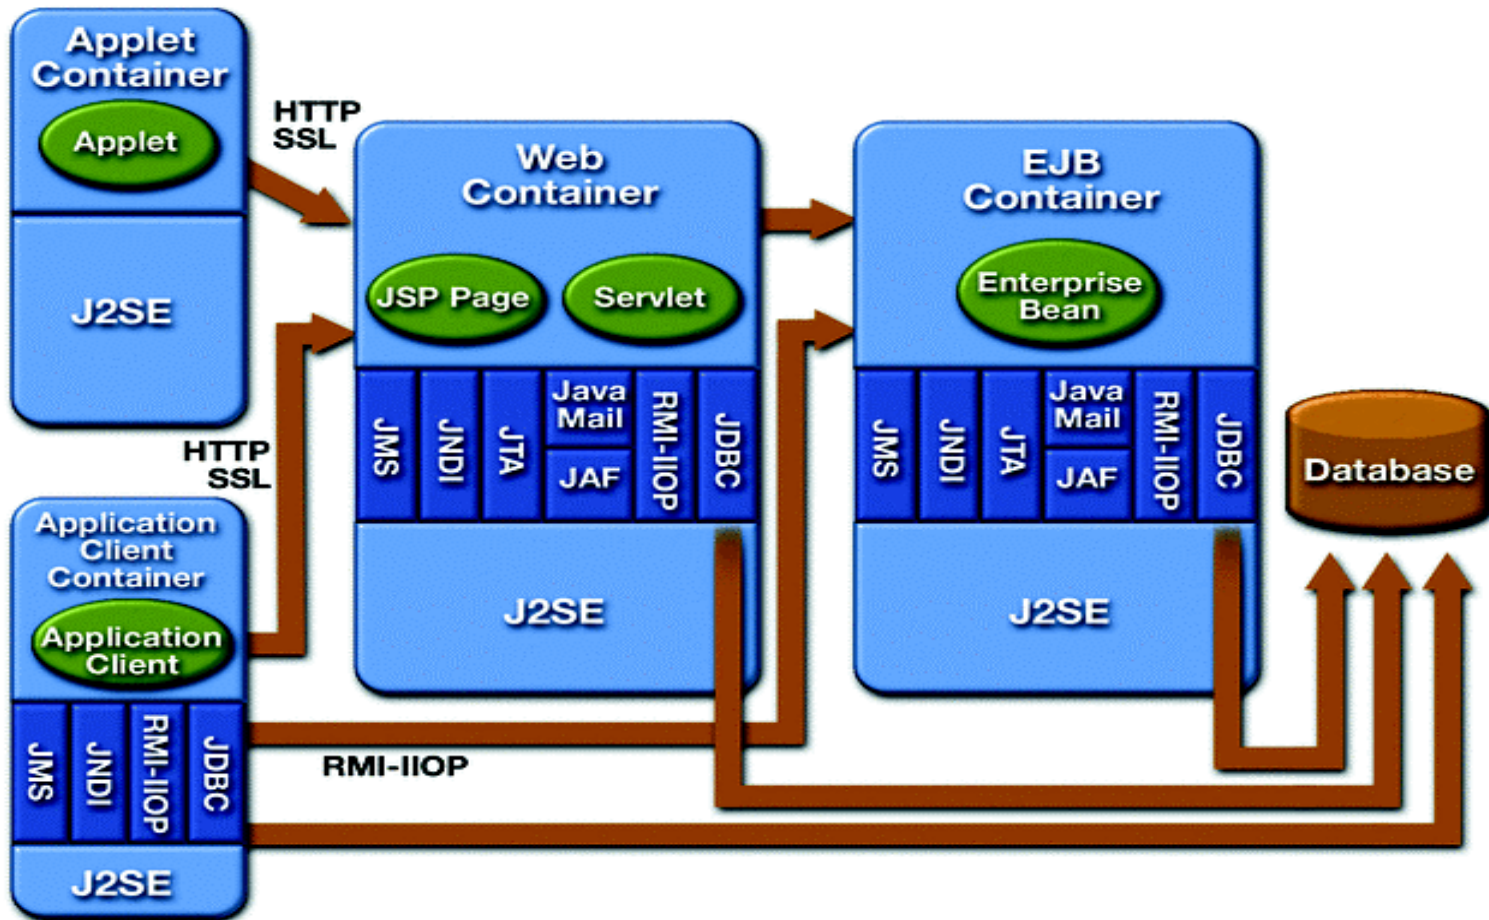 Applet
Container
Applet
J2SE
HTTP
SSL
Web
Container
JSP Page
Servlet
JMS
JNDI
JTA
Java
Mail
JAF
RMI-IIOP
JDBC
J2SE
EJB
Container
Enterprise
Bean
JMS
JNDI
JTA
Java
Mail
JAF
RMI-IIOP
JDBC
J2SE
Database
HTTP
SSL
Application
Client
Container
Application
Client
JMS
JNDI
RMI-IIOP
JDBC
J2SE
RMI-IIOP